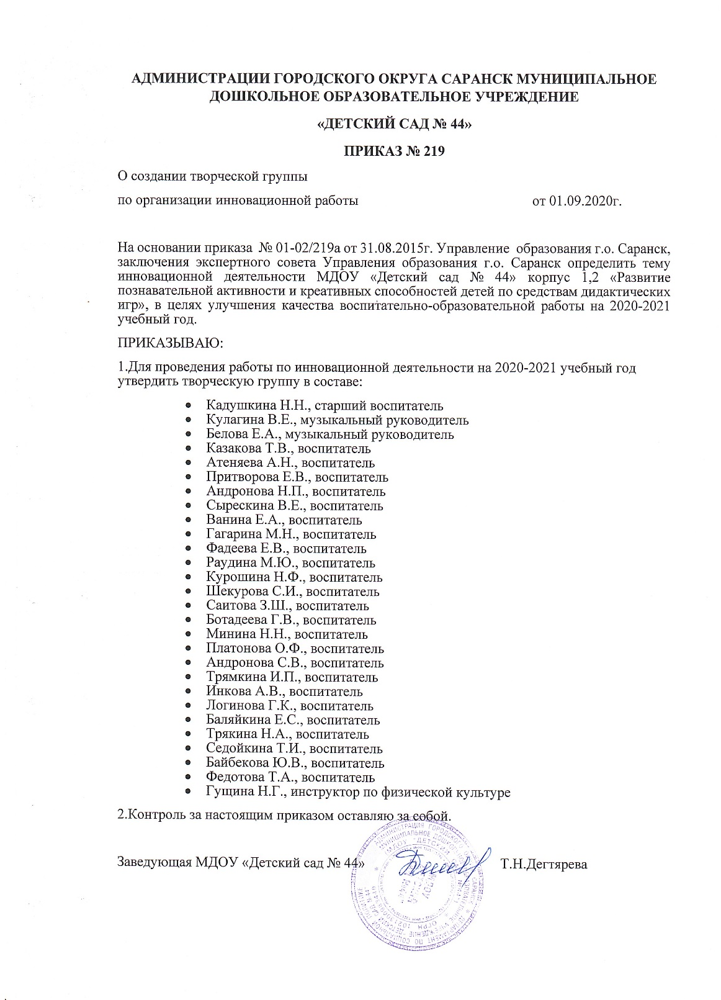 АДМИНИСТРАЦИИ ГОРОДСКОГО ОКРУГА САРАНСК МУНИЦИПАЛЬНОЕ
ДОШКОЛЬНОЕ ОБРАЗОВАТЕЛЬНОЕ УЧРЕЖДЕНИЕ
«ДЕТСКИЙ САД № 44»
ПРИКАЗ № 219
О создании творческой группы
по организации инновационной работы от 01.09.2020г.
На основании приказа № 01-02/219а от 31.08.2015г. Управление образования г.о. Саранск,
заключения экспертного совета Управления образования г.о. Саранск определить тему
инновационной деятельности МДОУ «Детский сад № 44» корпус 1,2 «Развитие
познавательной активности и креативных способностей детей по средствам дидактических
игр», в целях улучшения качества воспитательно-образовательной работы на 2020-2021
учебный год.
ПРИКАЗЫВАЮ:
1.Для проведения работы по инновационной деятельности на 2020-2021 учебный год
утвердить творческую группу в составе:
• Кадушкина Н.Н., старший воспитатель
• Кулагина В.Е., музыкальный руководитель
• Белова Е.А., музыкальный руководитель
• Казакова Т.В., воспитатель
• Атеняева А.Н., воспитатель
• Притворова Е.В., воспитатель
• Андронова Н.П., воспитатель
• Сырескина В.Е., воспитатель
• Ванина Е.А., воспитатель
• Гагарина М.Н., воспитатель
• Фадеева Е.В., воспитатель
• Раудина М.Ю., воспитатель
• Курошина Н.Ф., воспитатель
• Шекурова С.И., воспитатель
• Саитова З.Ш., воспитатель
• Ботадеева Г.В., воспитатель
• Минина Н.Н., воспитатель
• Платонова О.Ф., воспитатель
• Андронова С.В., воспитатель
• Трямкина И.П., воспитатель
• Инкова А.В., воспитатель
• Логинова Г.К., воспитатель
• Баляйкина Е.С., воспитатель
• Трякина Н.А., воспитатель
• Седойкина Т.И., воспитатель
• Байбекова Ю.В., воспитатель
• Федотова Т.А., воспитатель
• Гущина Н.Г., инструктор по физической культуре
2.Контроль за настоящим приказом оставляю за собой.
Заведующая МДОУ «Детский сад № 44» Т.Н.Дегтярева